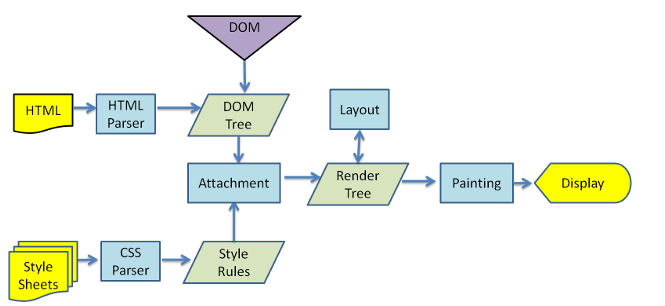 DOM
HTML
HTML
Parser
DOM
Tree
Layout
Attachment
Render
Tree
Painting
Display
Style
Sheets
CSS
Parser
Style
Rules